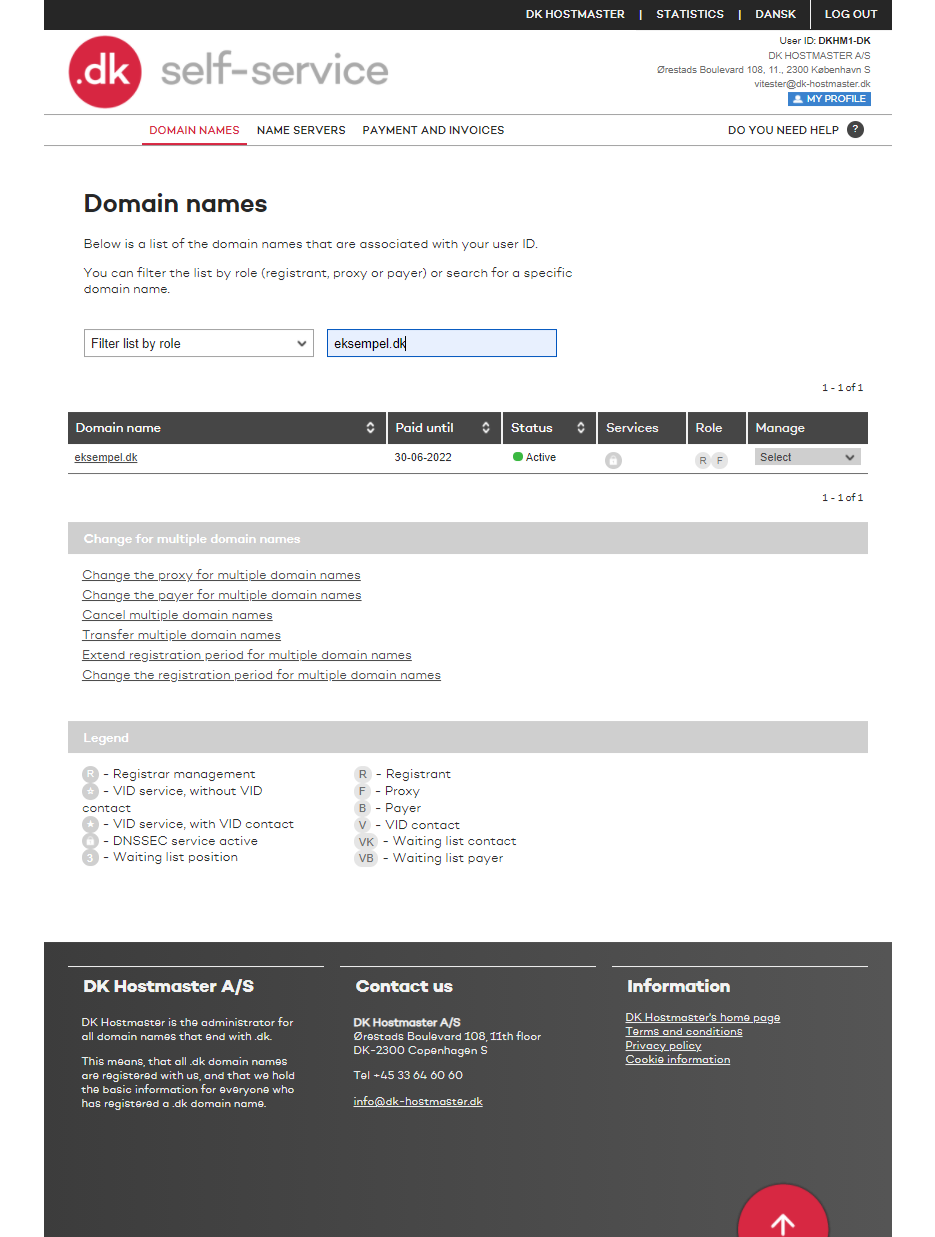 DK HOSTMASTER | STATISTICS | DANSK LOG OUT
.dk self-service
User ID: DKHM1-DK
DK HOSTMASTER A/S
Ørestads Boulevard 108, 11., 2300 København S
vitester@dk-hostmaster.dk
MY PROFILE
DOMAIN NAMES NAME SERVERS PAYMENT AND INVOICES DO YOU NEED HELP ?
Domain names
Below is a list of the domain names that are associated with your user ID.
You can filter the list by role (registrant, proxy or payer) or search for a specific
domain name.
Filter list by role eksempel.dk
1 - 1 of 1
Domain name Paid until Status Services Role Manage
eksempel.dk 30-06-2022 Active R F Select
1 - 1 of 1
Change for multiple domain names
Change the proxy for multiple domain names
Change the payer for multiple domain names
Cancel multiple domain names
Transfer multiple domain names
Extend registration period for multiple domain names
Change the registration period for multiple domain names
Legend
R - Registrar management
- VID service, without VID
contact
- VID service, with VID contact
- DNSSEC service active
3 - Waiting list position
R - Registrant
F - Proxy
B - Payer
V - VID contact
VK - Waiting list contact
VB - Waiting list payer
DK Hostmaster A/S
DK Hostmaster is the administrator for
all domain names that end with .dk.
This means, that all .dk domain names
are registered with us, and that we hold
the basic information for everyone who
has registered a .dk domain name.
Contact us
DK Hostmaster A/S
Ørestads Boulevard 108, 11th floor
DK-2300 Copenhagen S
Tel +45 33 64 60 60
info@dk-hostmaster.dk
Information
DK Hostmaster's home page
Terms and conditions
Privacy policy
Cookie information